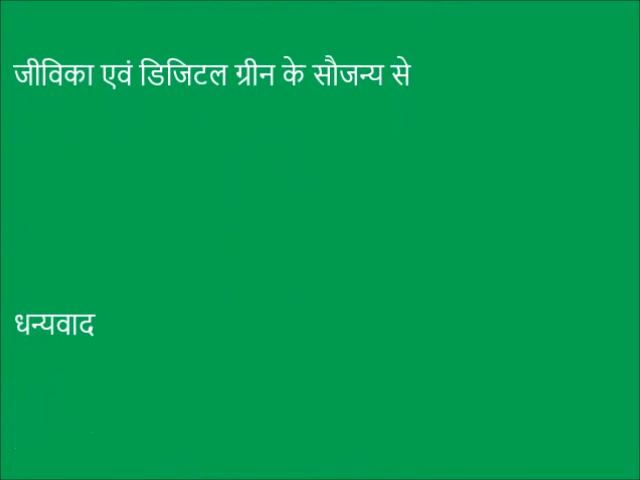 जीविका एवं डिजिटल ग्रीन के सौजन्य से
धन्यवाद